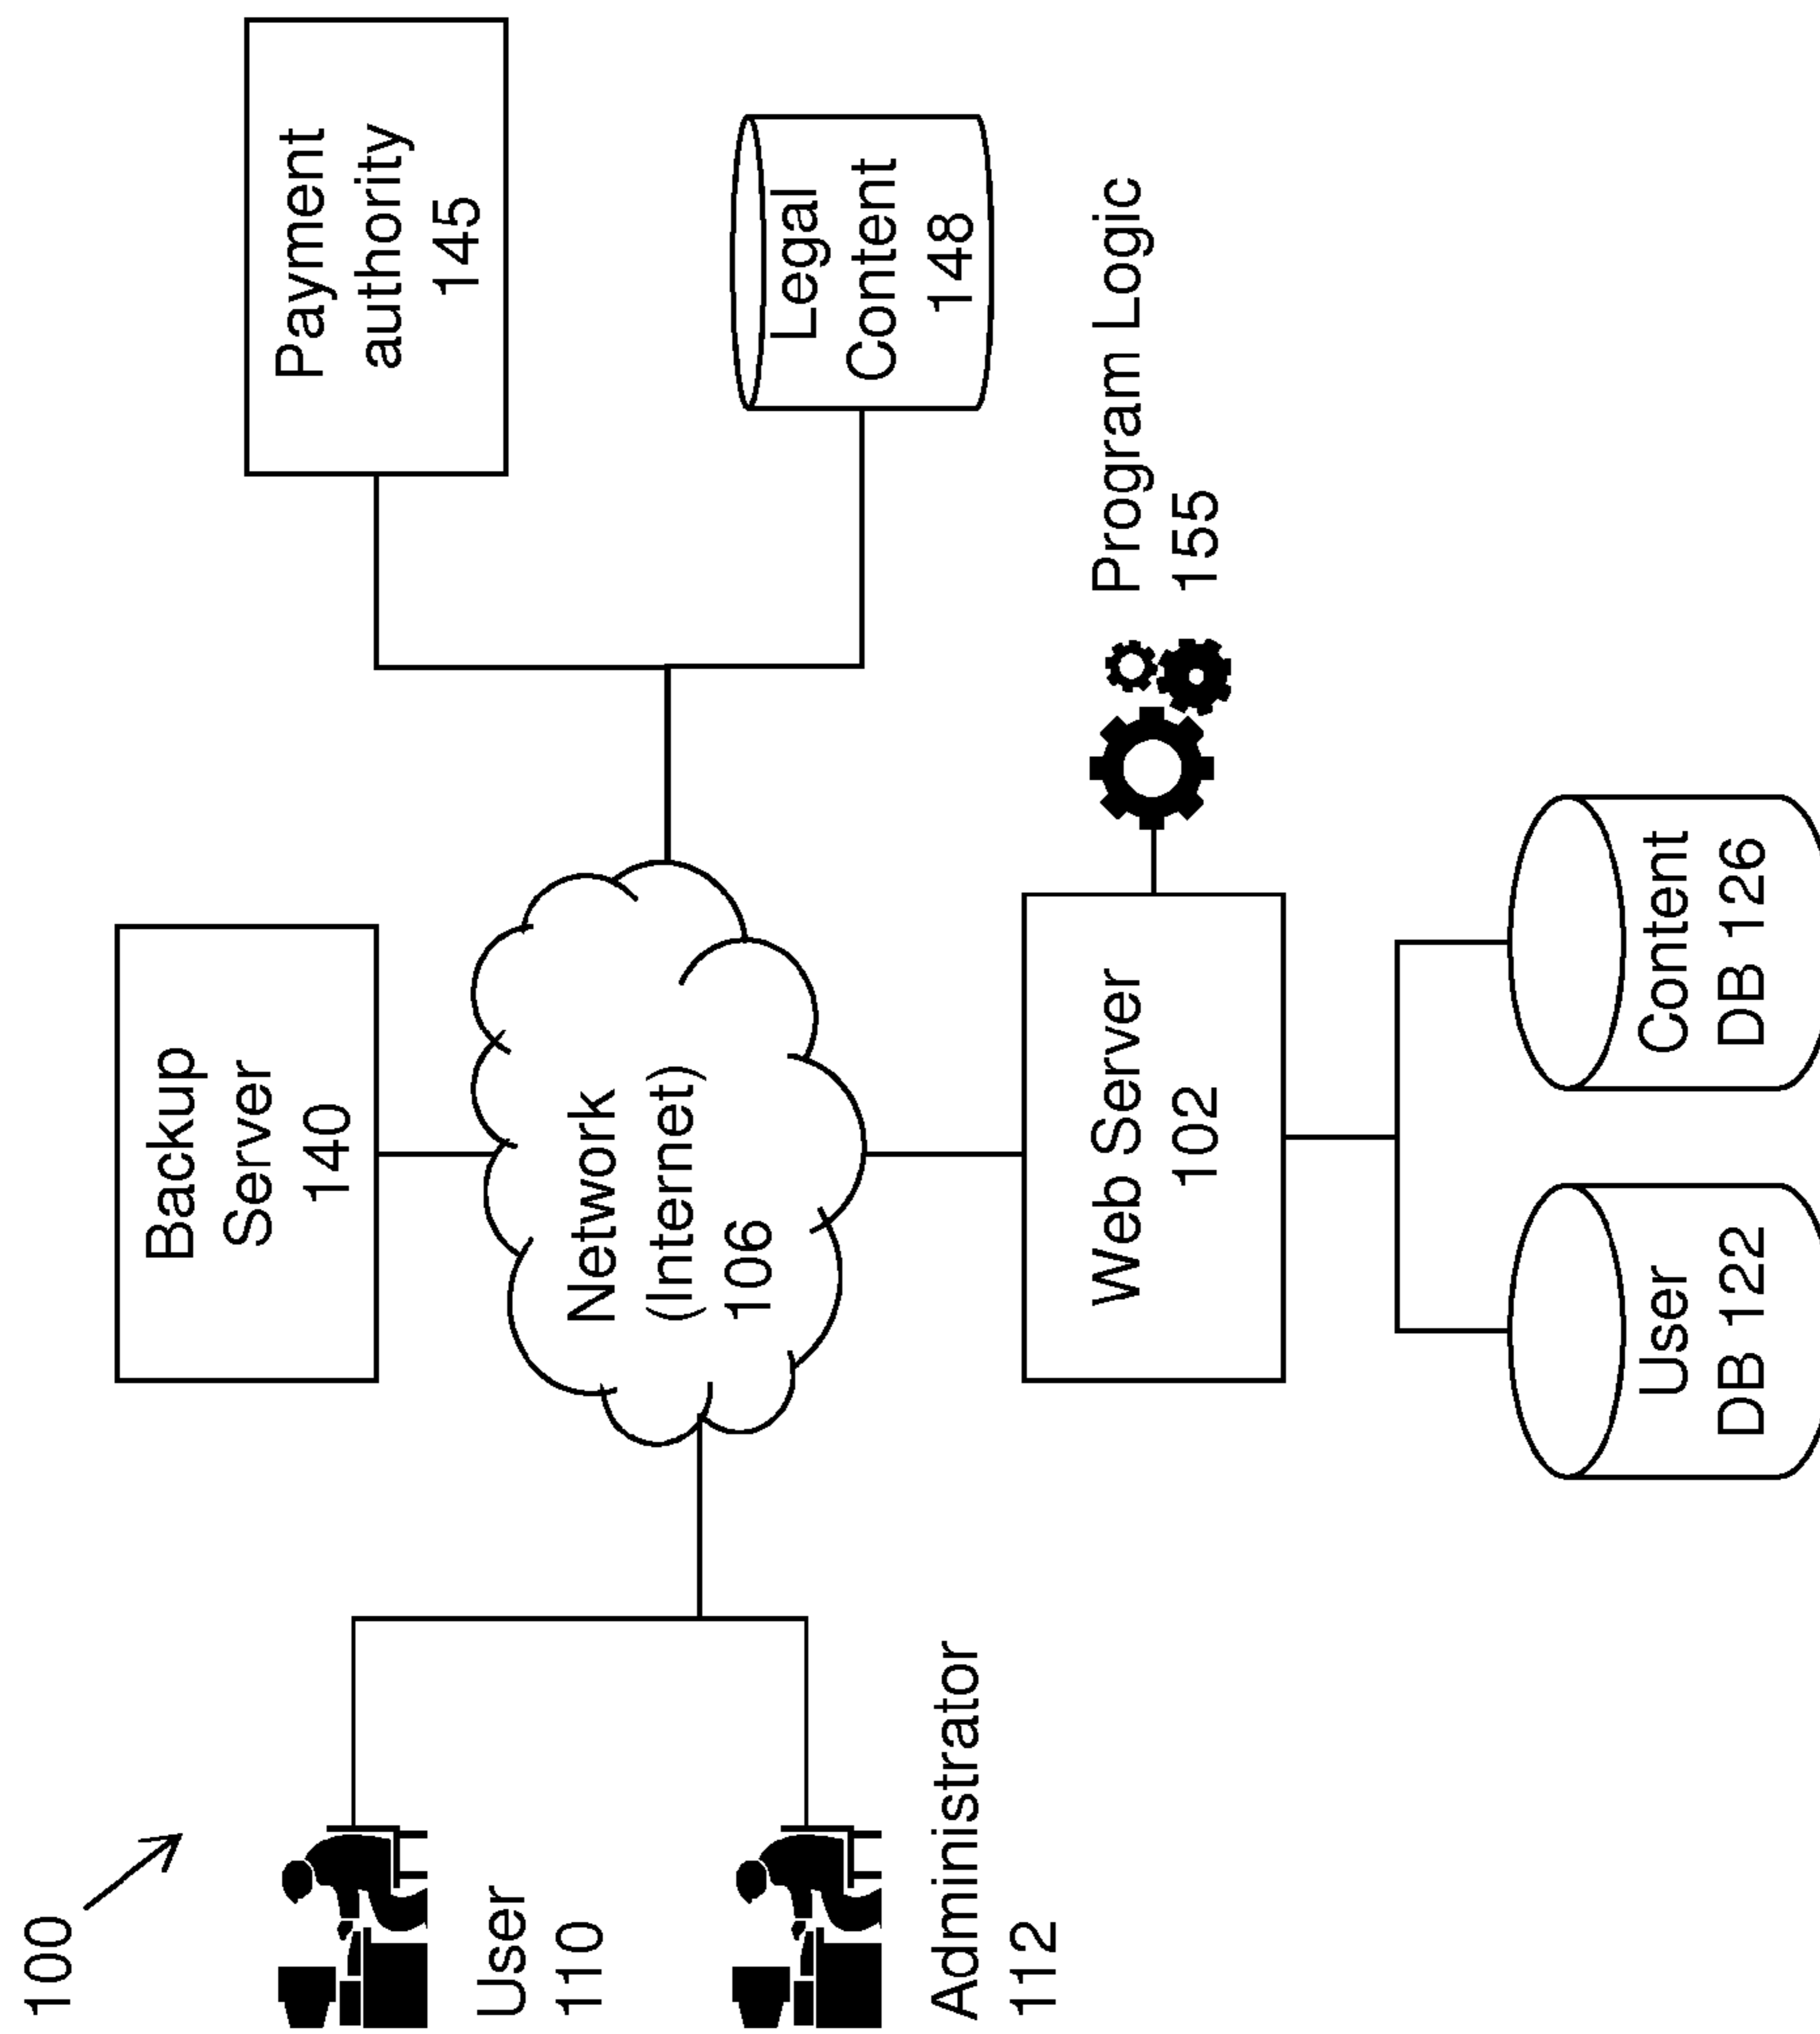 100
Backup
Server
140
Payment
authority
145
User
110
Network
(Internet)
106
Legal
Content
148
Administrator
112
Web Server
102
Program Logic
155
User
DB 122
Content
DB 126